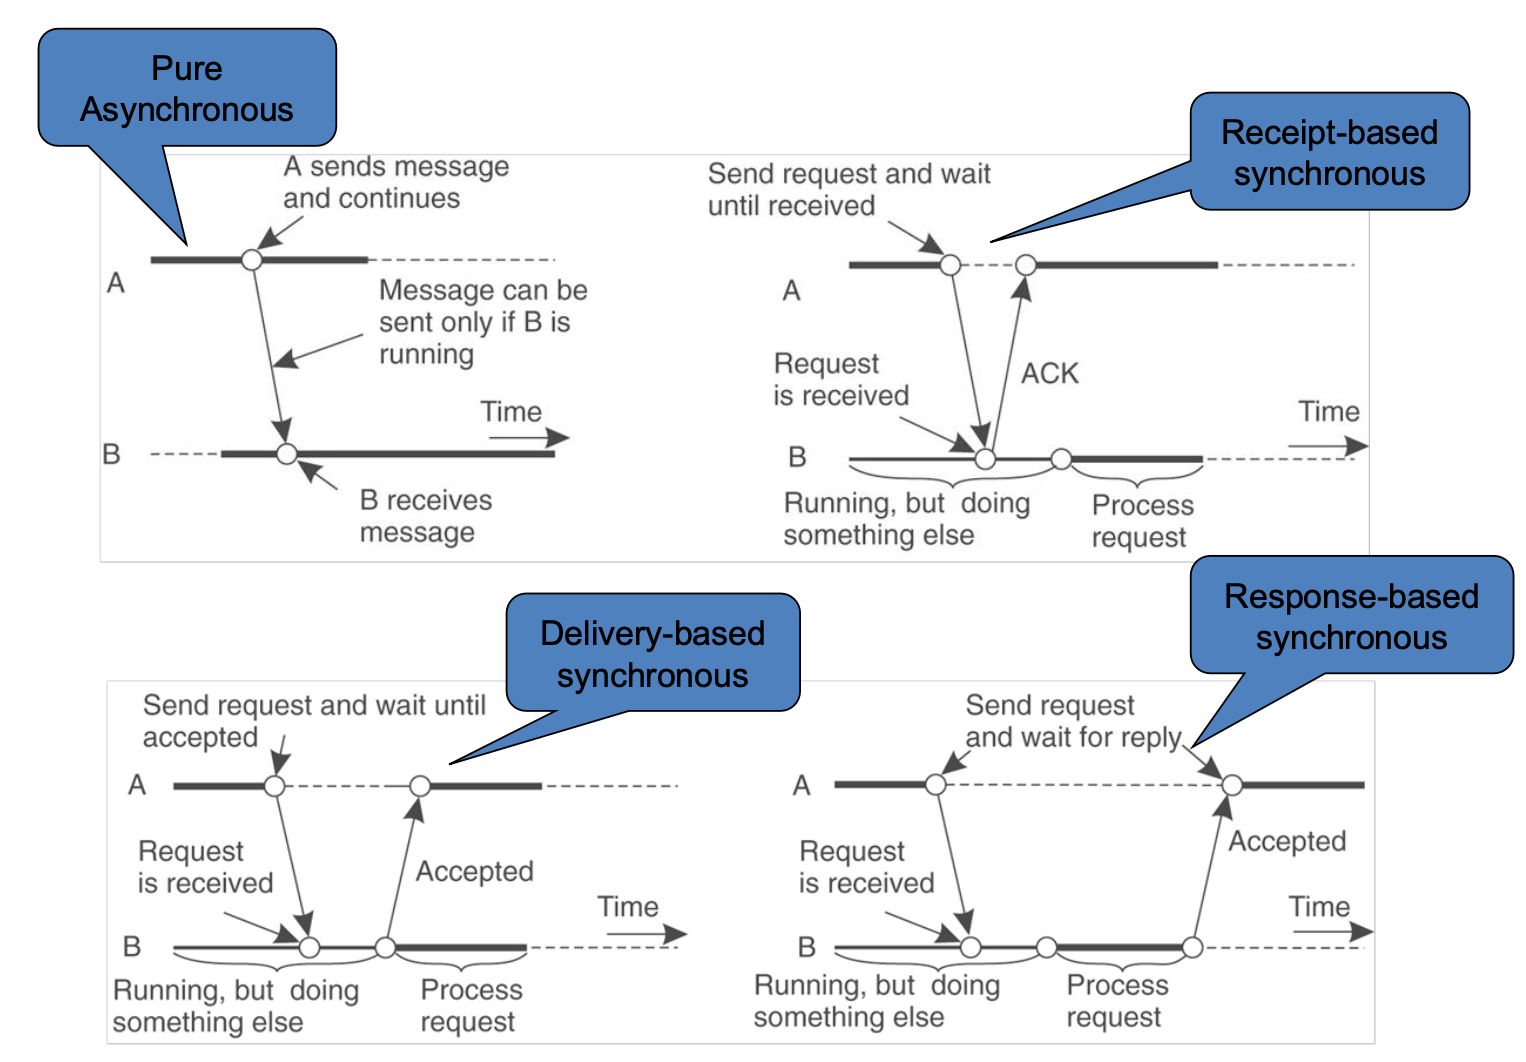 Pure
Asynchronous
A sends message
and continues
A
Message can be
sent only if B is
running
Time
B
B receives
message
Receipt-based
synchronous
Send request and wait
until received
A
Request
is received
ACK
Time
B
Running, but doing
something else
Process
request
Delivery-based
synchronous
Send request and wait until
accepted
A
Request
is received
Accepted
Time
B
Running, but doing
something else
Process
request
Response-based
synchronous
Send request
and wait for reply
A
Request
is received
Accepted
Time
B
Running, but doing
something else
Process
request